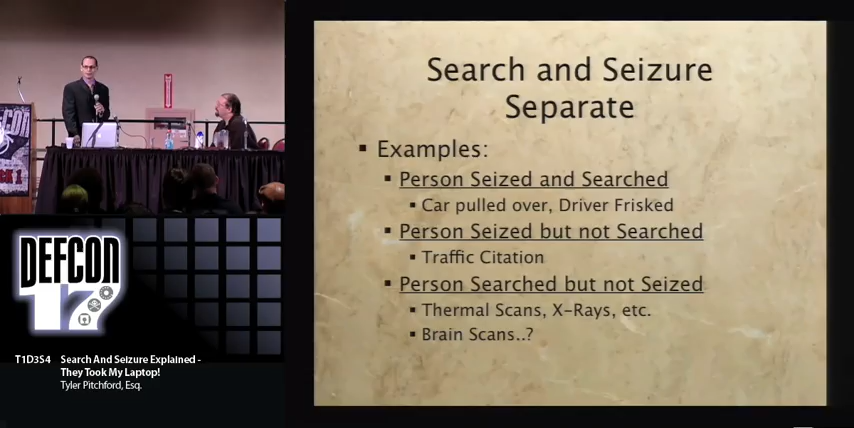 Search and Seizure
Separate
Examples:
Person Seized and Searched
Car pulled over, Driver Frisked
Person Seized but not Searched
Traffic Citation
Person Searched but not Seized
Thermal Scans, X-Rays, etc.
Brain Scans..?
DEFCON
DEFCON
17
T1D3S4 Search And Seizure Explained -
They Took My Laptop!
Tyler Pitchford, Esq.